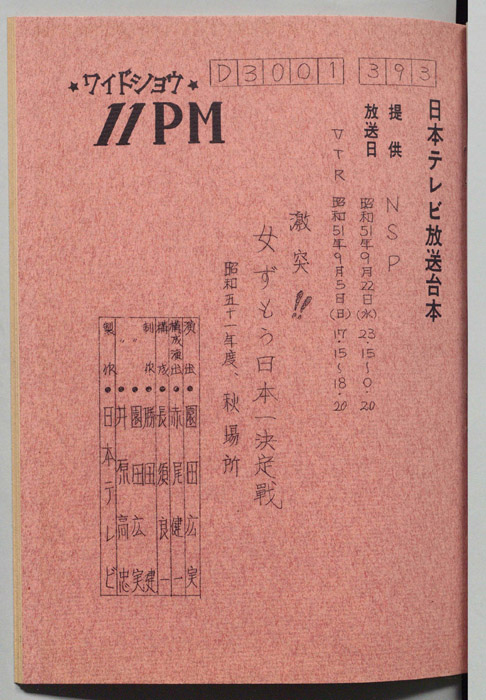 ★ワイドショウ★
11PM
D3001 393
日本テレビ放送台本
提供 NSP
放送日 昭和51年9月22日(水) 23・15〜0・20
VTR 昭和51年9月5日(日) 17・15〜18・20
激突!!
女ずもう日本一決定戦
昭和五十一年度、秋場所
演出・園田広実
構成演出・赤尾健一
構成・長須良一
制作・勝田建
〃・園田広実
〃・井原高忠
製作・日本テレビ